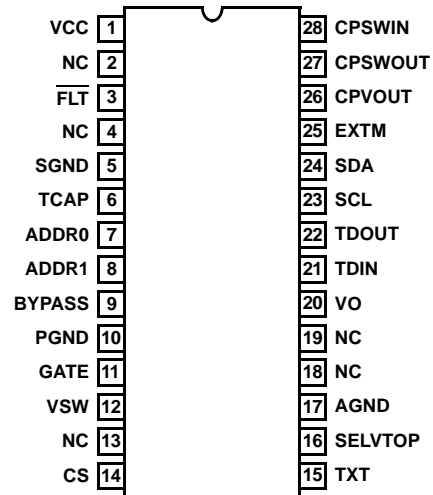 VCC 1 28 CPSWIN
NC 2 27 CPSWOUT
FLT 3 26 CPVOUT
NC 4 25 EXTM
SGND 5 24 SDA
TCAP 6 23 SCL
ADDR0 7 22 TDOUT
ADDR1 8 21 TDIN
BYPASS 9 20 VO
PGND 10 19 NC
GATE 11 18 NC
VSW 12 17 AGND
NC 13 16 SELVTOP
CS 14 15 TXT